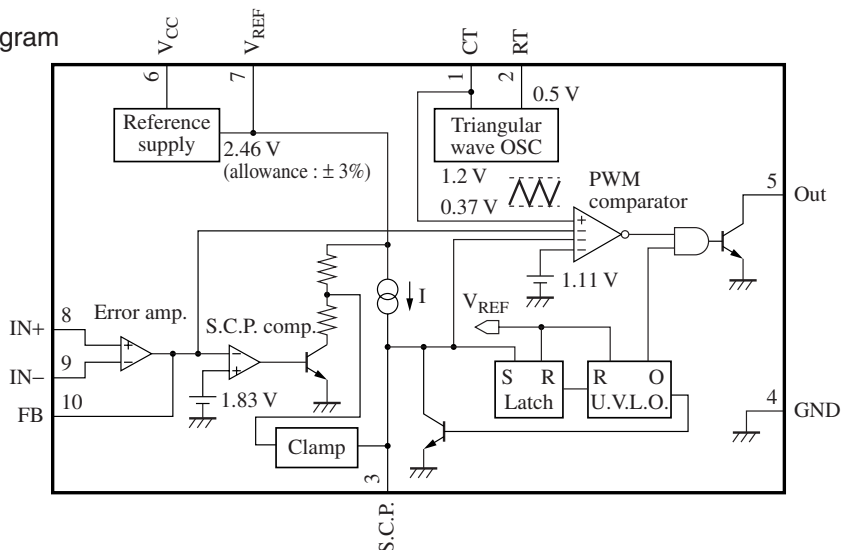 gram
VCC
VREF
CT
RT
6
7
1
2
0.5 V
Reference
supply
Triangular
wave OSC
2.46 V
(allowance : ± 3%)
1.2 V
0.37 V
PWM
comparator
5
Out
+
−
−
−
1.11 V
I
VREF
8
IN+
Error amp.
S.C.P. comp.
+
−
−
+
9
IN−
10
FB
1.83 V
S R
Latch
R O
U.V.L.O.
4
GND
Clamp
3
S.C.P.